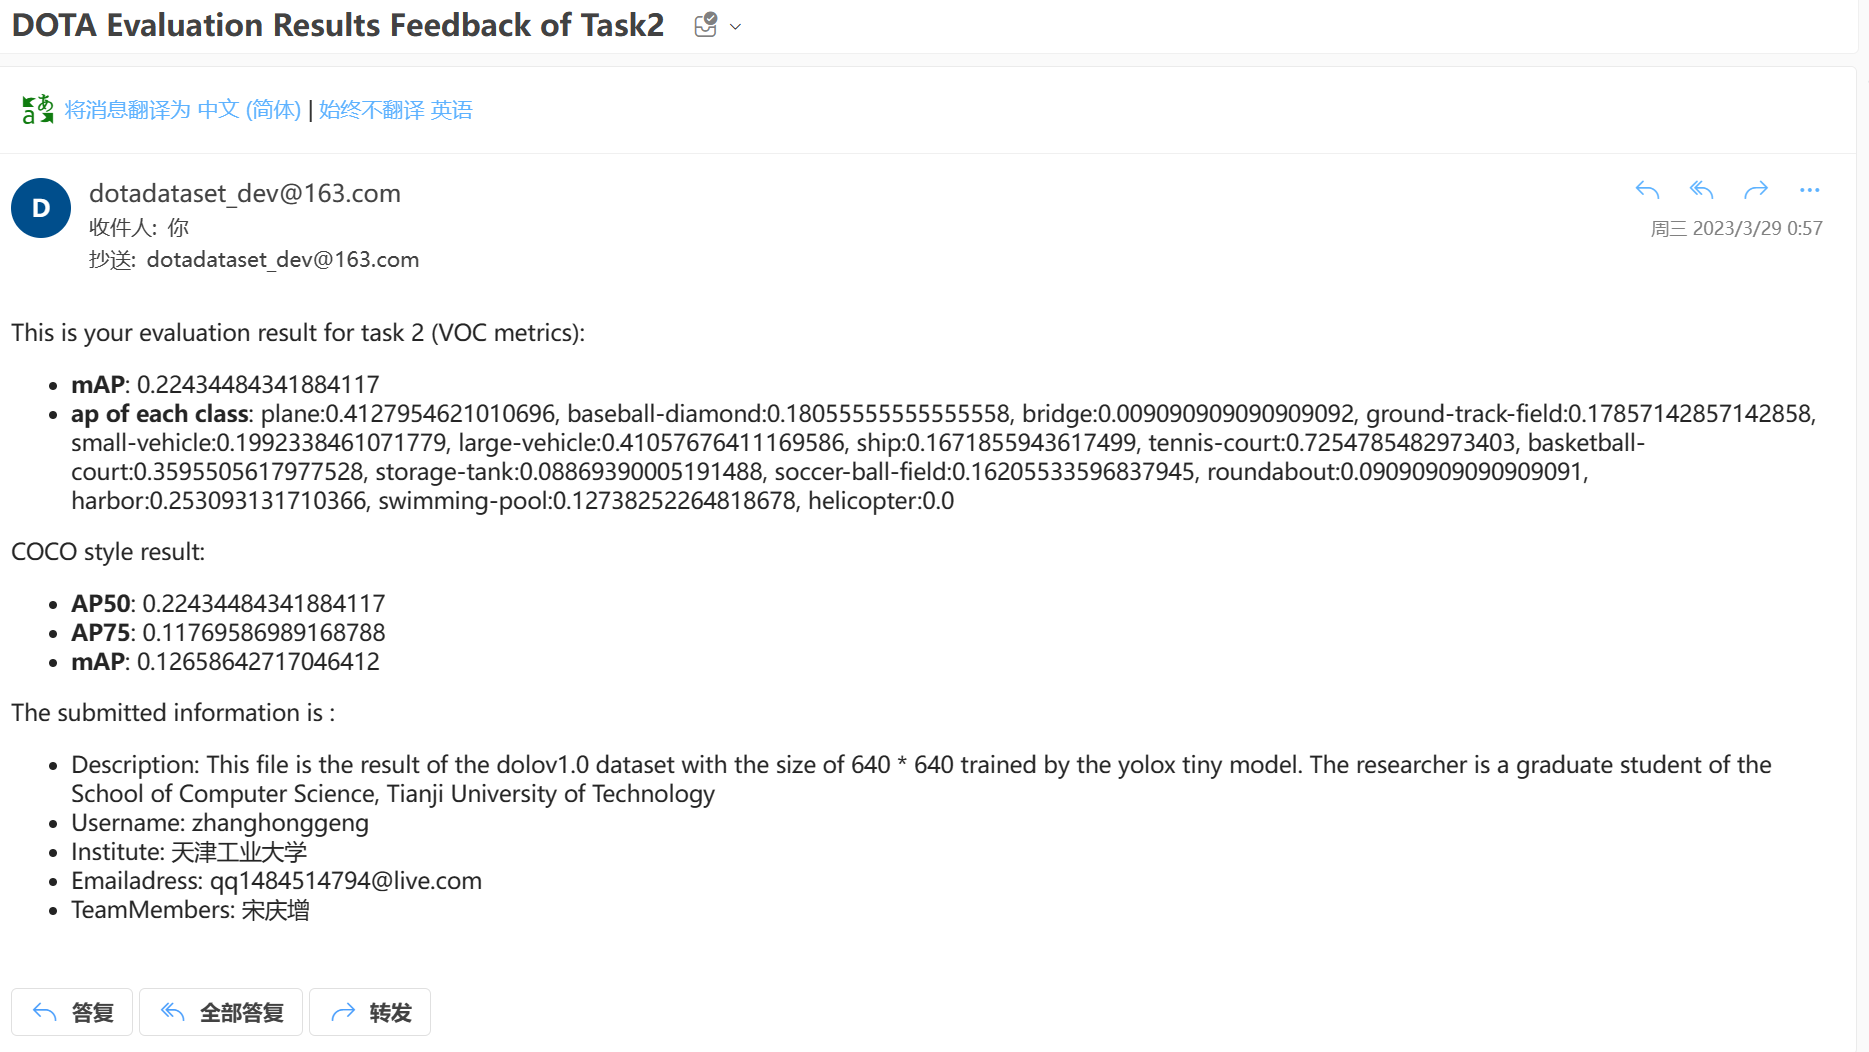 DOTA Evaluation Results Feedback of Task2
将消息翻译为 中文 (简体) | 始终不翻译 英语
D
dotadataset_dev@163.com
收件人: 你
周三 2023/3/29 0:57
抄送: dotadataset_dev@163.com
This is your evaluation result for task 2 (VOC metrics):
• mAP: 0.22434484341884117
• ap of each class: plane:0.4127954621010696, baseball-diamond:0.18055555555555558, bridge:0.009090909090909092, ground-track-field:0.17857142857142858,
small-vehicle:0.1992338461071779, large-vehicle:0.41057676411169586, ship:0.1671855943617499, tennis-court:0.7254785482973403, basketball-
court:0.3595505617977528, storage-tank:0.08869390005191488, soccer-ball-field:0.16205533596837945, roundabout:0.09090909090909091,
harbor:0.253093131710366, swimming-pool:0.12738252264818678, helicopter:0.0
COCO style result:
• AP50: 0.22434484341884117
• AP75: 0.11769586989168788
• mAP: 0.12658642717046412
The submitted information is :
• Description: This file is the result of the dolov1.0 dataset with the size of 640 * 640 trained by the yolox tiny model. The researcher is a graduate student of the
School of Computer Science, Tianji University of Technology
• Username: zhanghonggeng
• Institute: 天津工业大学
• Emailadress: qq1484514794@live.com
• TeamMembers: 宋庆增
答复 全部答复 转发